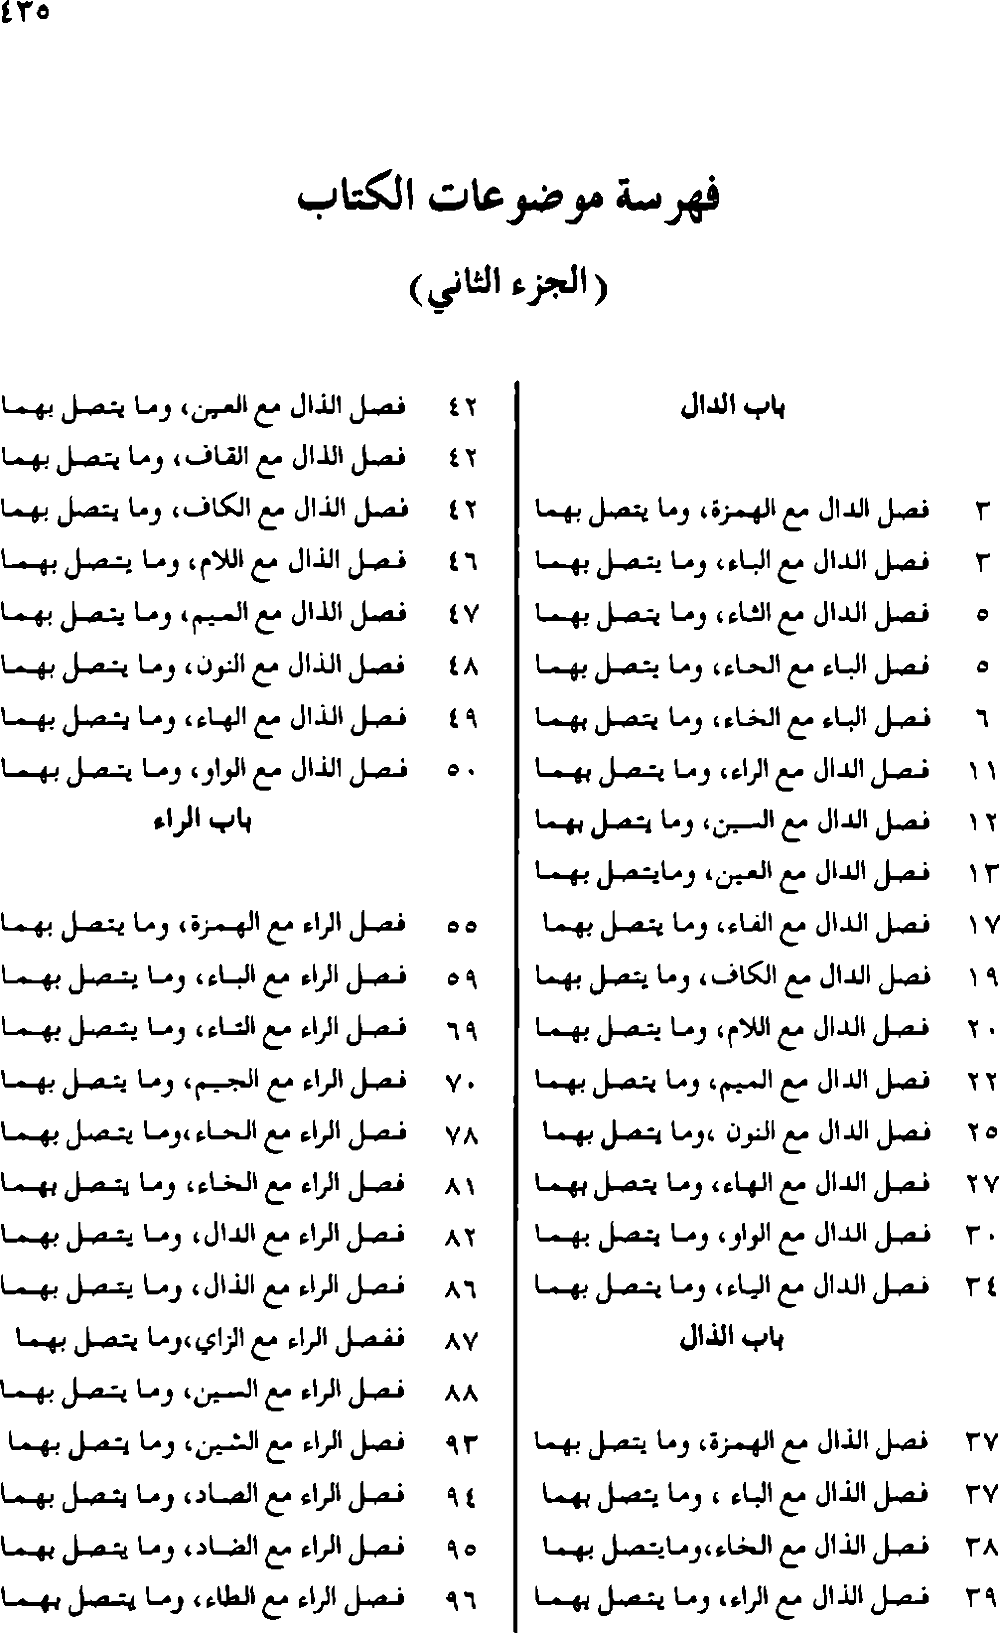 ٤٣٥
فهرسة موضوعات الكتاب
(الجزء الثاني)
باب الدال
٣ فصل الدال مع الهمزة، وما يتصل بهما
٣ فصل الدال مع الباء، وما يتصل بهما
٥ فصل الدال مع الثاء، وما يتصل بهما
٥ فصل الباء مع الحاء، وما يتصل بهما
٦ فصل الباء مع الخاء، وما يتصل بهما
١١ فصل الدال مع الراء، وما يتصل بهما
١٢ فصل الدال مع السين، وما يتصل بهما
١٣ فصل الدال مع العين، ومايتصل بهما
١٧ فصل الدال مع الفاء، وما يتصل بهما
١٩ فصل الدال مع الكاف، وما يتصل بهما
٢٠ فصل الدال مع اللام، وما يتصل بهما
٢٢ فصل الدال مع الميم، وما يتصل بهما
٢٥ فصل الدال مع النون ،وما يتصل بهما
٢٧ فصل الدال مع الهاء، وما يتصل بهما
٣٠ فصل الدال مع الواو، وما يتصل بهما
٣٤ فصل الدال مع الياء، وما يتصل بهما
باب الذال
٣٧ فصل الذال مع الهمزة، وما يتصل بهما
٣٧ فصل الذال مع الباء ، وما يتصل بهما
٣٨ فصل الذال مع الخاء،ومايتصل بهما
٣٩ فصل الذال مع الراء، وما يتصل بهما
٤٢ فصل الذال مع العين، وما يتصل بهما
٤٢ فصل الذال مع القاف، وما يتصل بهما
٤٢ فصل الذال مع الكاف، وما يتصل بهما
٤٦ فصل الذال مع اللام، وما يتصل بهما
٤٧ فصل الذال مع الميم، وما يتصل بهما
٤٨ فصل الذال مع النون، وما يتصل بهما
٤٩ فصل الذال مع الهاء، وما يتصل بهما
٥٠ فصل الذال مع الواو، وما يتصل بهما
باب الراء
٥٥ فصل الراء مع الهمزة، وما يتصل بهما
٥٩ فصل الراء مع الباء، وما يتصل بهما
٦٩ فصل الراء مع التاء، وما يتصل بهما
٧٠ فصل الراء مع الجيم، وما يتصل بهما
٧٨ فصل الراء مع الحاء،وما يتصل بهما
٨١ فصل الراء مع الخاء، وما يتصل بهما
٨٢ فصل الراء مع الدال، وما يتصل بهما
٨٦ فصل الراء مع الذال، وما يتصل بهما
٨٧ ففصل الراء مع الزاي،وما يتصل بهما
٨٨ فصل الراء مع السين، وما يتصل بهما
٩٣ فصل الراء مع الشين، وما يتصل بهما
٩٤ فصل الراء مع الصاد، وما يتصل بهما
٩٥ فصل الراء مع الضاد، وما يتصل بهما
٩٦ فصل الراء مع الطاء، وما يتصل بهما